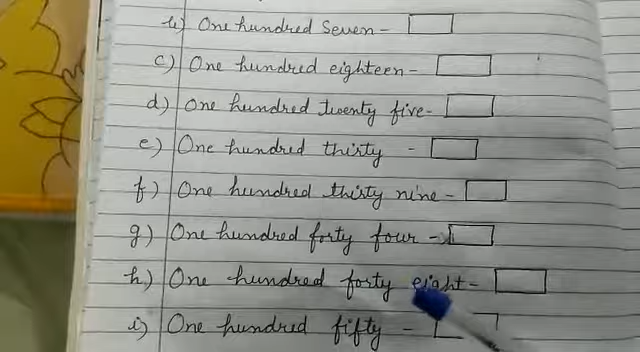 b) One hundred seven -
c) One hundred eighteen -
d) One hundred twenty five -
e) One hundred thirty -
f) One hundred thirty nine -
g) One hundred forty four -
h) One hundred forty eight -
i) One hundred fifty -